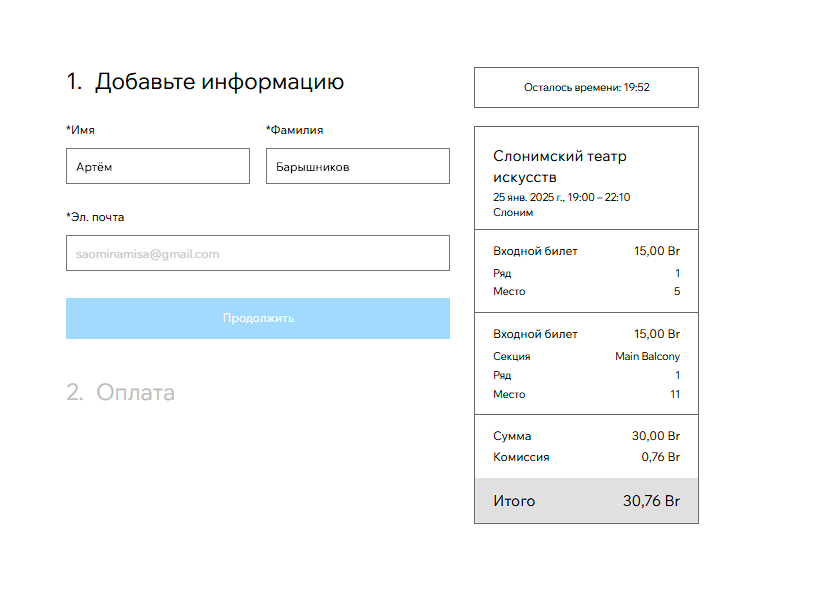 1. Добавьте информацию
*Имя
*Фамилия
Артём
Барышников
*Эл. почта
saominamisa@gmail.com
Продолжить
2. Оплата
Осталось времени: 19:52
Слонимский театр
искусств
25 янв. 2025 г., 19:00 – 22:10
Слоним
Входной билет 15,00 Br
Ряд 1
Место 5
Входной билет 15,00 Br
Секция Main Balcony
Ряд 1
Место 11
Сумма 30,00 Br
Комиссия 0,76 Br
Итого 30,76 Br